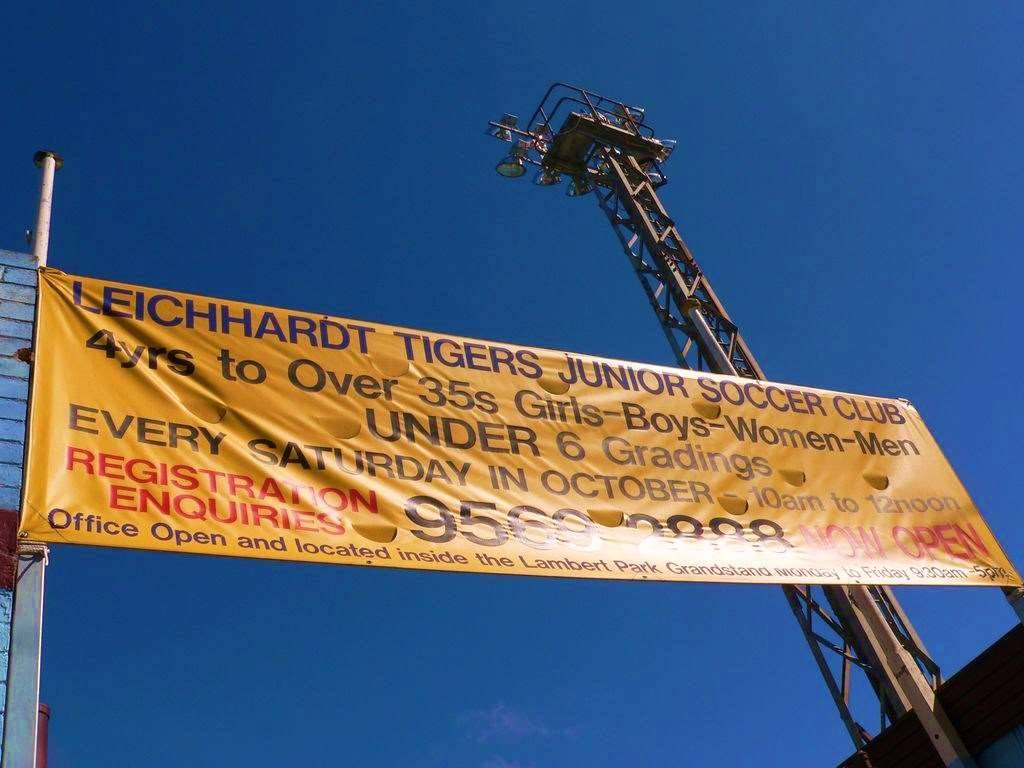 LEICHHARDT TIGERS JUNIOR SOCCER CLUB
4yrs to Over 35s Girls-Boys-Women-Men
UNDER 6 Gradings
EVERY SATURDAY IN OCTOBER - 10am to 12noon
REGISTRATION
ENQUIRIES 9569 NOW OPEN
Office Open and located inside the Lambert Park Grandstand Monday to Friday 9.30am -5pm